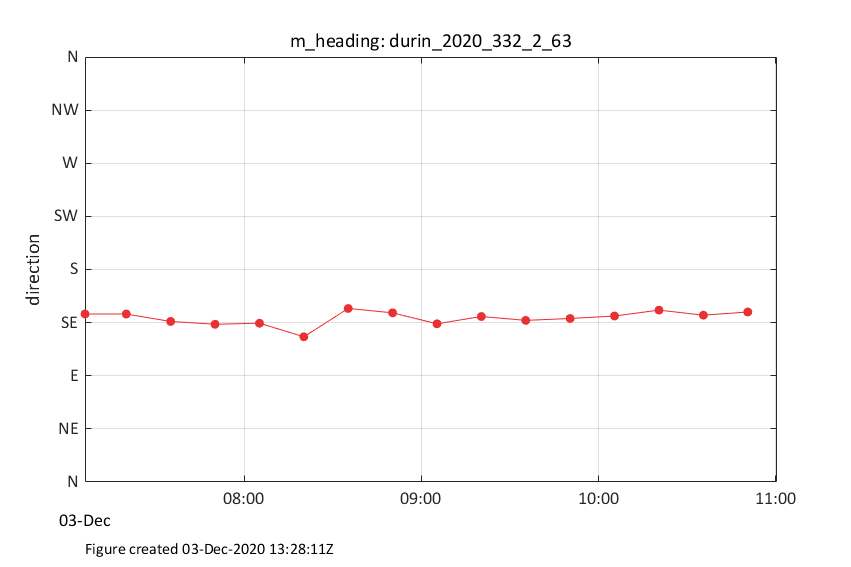 m_heading: durin_2020_332_2_63
N
NW
W
SW
S
SE
E
NE
N
direction
08:00 09:00 10:00 11:00
03-Dec
Figure created 03-Dec-2020 13:28:11Z